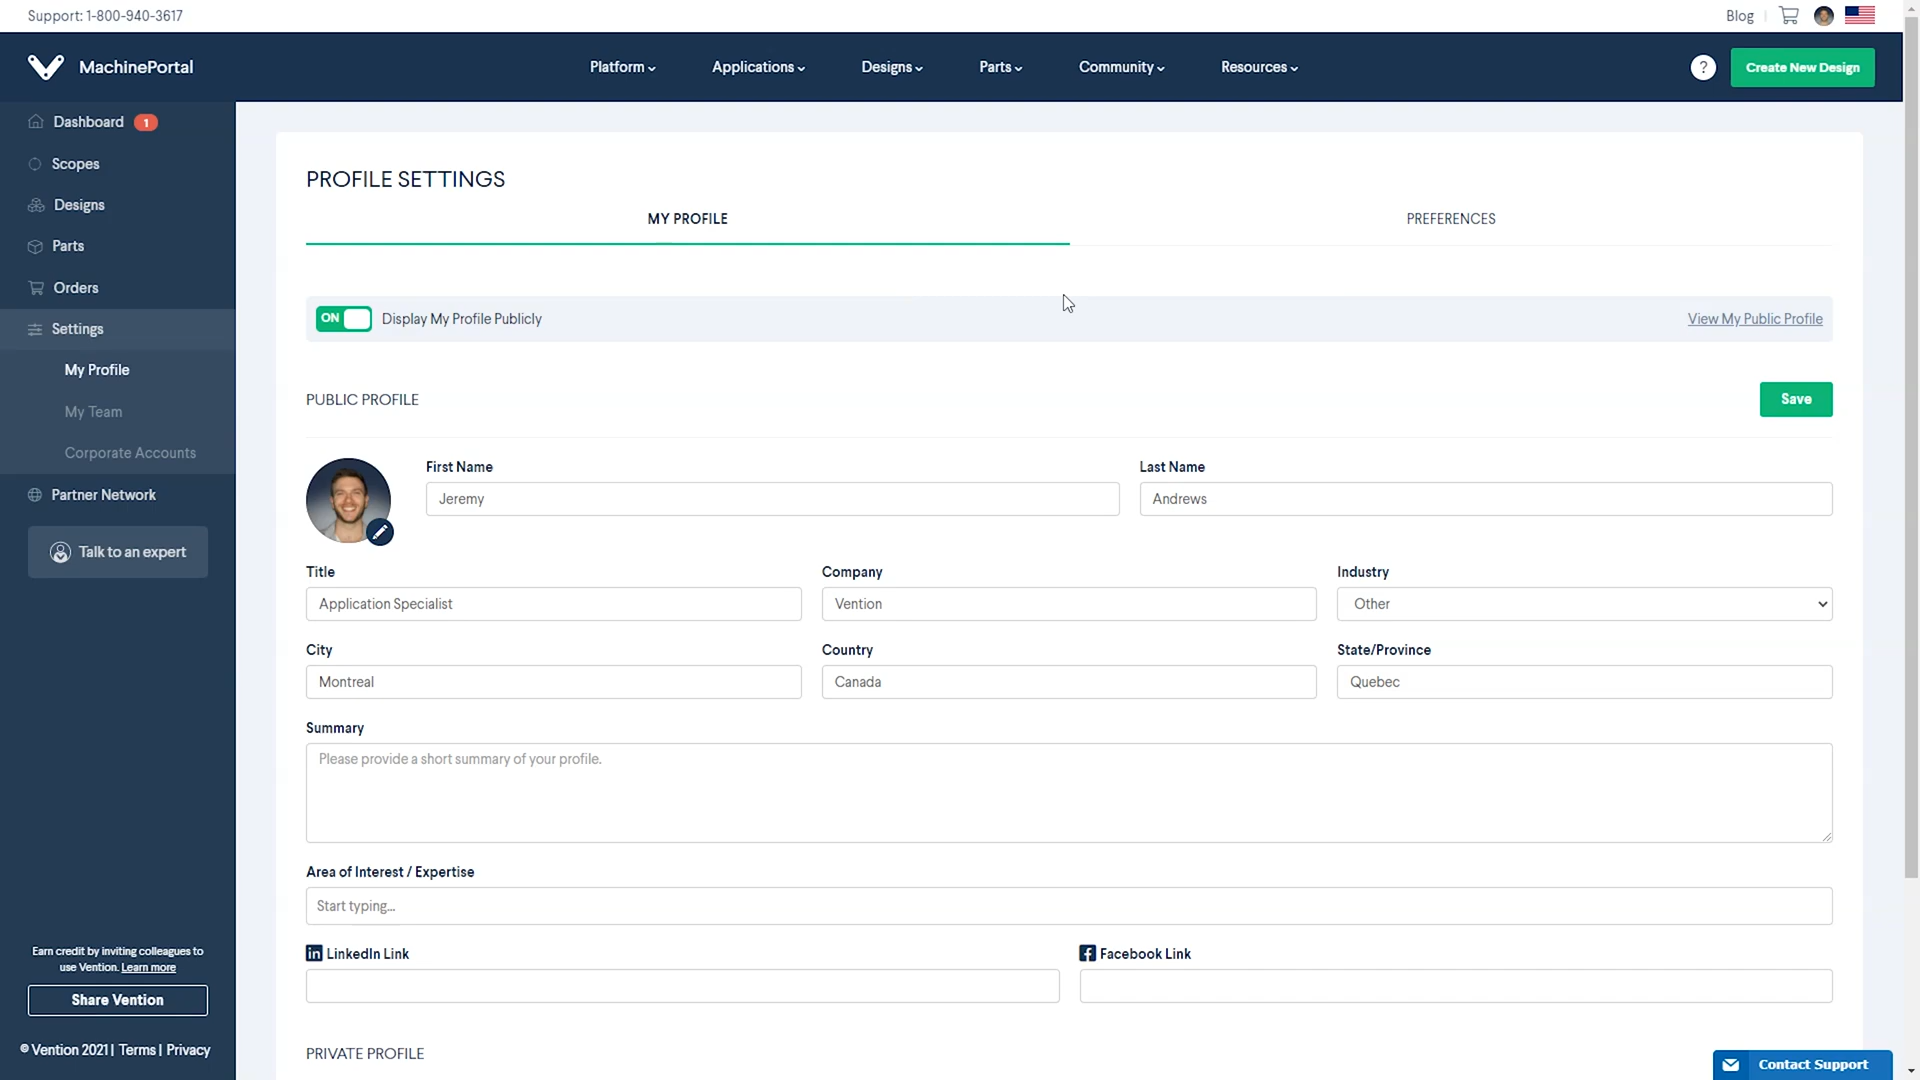 Support: 1-800-940-3617
Blog
MachinePortal
Platform
Applications
Designs
Parts
Community
Resources
?
Create New Design
Dashboard 1
Scopes
Designs
Parts
Orders
Settings
My Profile
My Team
Corporate Accounts
Partner Network
Talk to an expert
Earn credit by inviting colleagues to
use Vention. Learn more
Share Vention
© Vention 2021 | Terms | Privacy
PROFILE SETTINGS
MY PROFILE
PREFERENCES
ON Display My Profile Publicly
View My Public Profile
PUBLIC PROFILE
Save
First Name
Last Name
Jeremy
Andrews
Title
Company
Industry
Application Specialist
Vention
Other
City
Country
State/Province
Montreal
Canada
Quebec
Summary
Please provide a short summary of your profile.
Area of Interest / Expertise
Start typing...
in LinkedIn Link
f Facebook Link
PRIVATE PROFILE
Contact Support